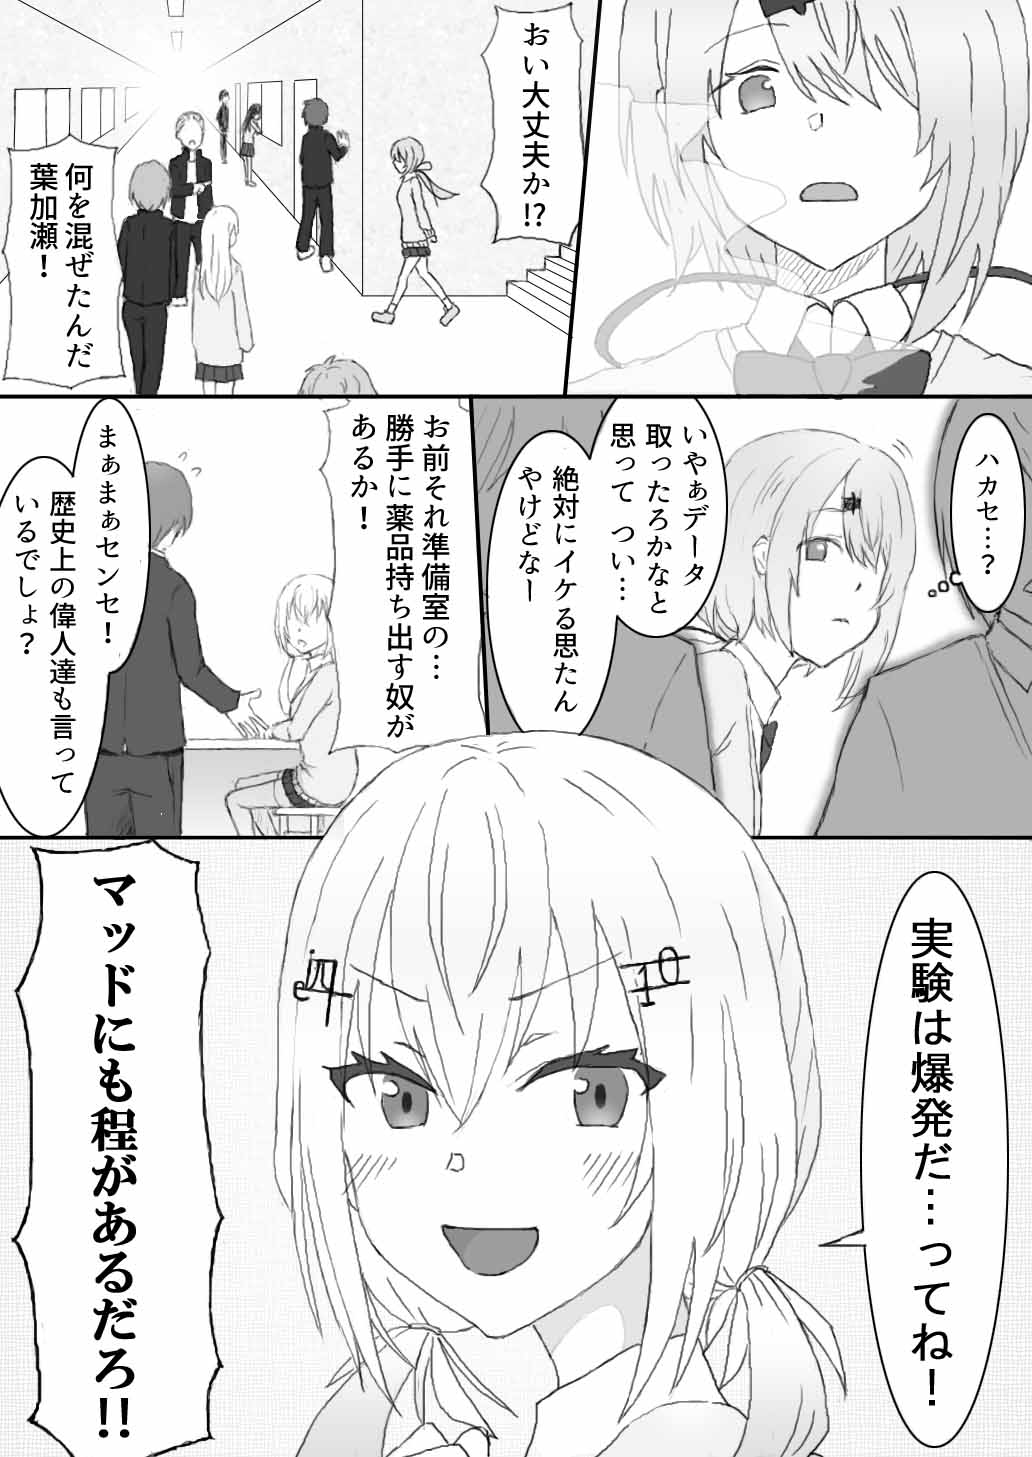 おい大丈夫か!?
何を混ぜたんだ
葉加瀬！
ハカセ…？
いやぁデータ
取ったろかなと
思って つい…
絶対にイケる思たん
やけどなー
お前それ準備室の…
勝手に薬品持ち出す奴が
あるか！
まぁまぁセンセ！
歴史上の偉人達も言って
いるでしょ？
実験は爆発だ…ってね！
マッドにも程があるだろ!!